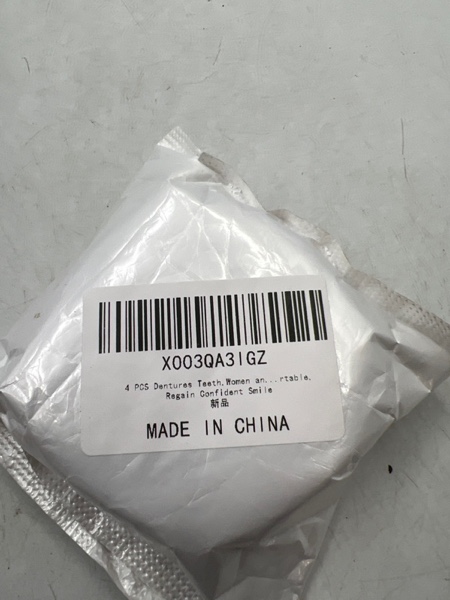 X003QA3IGZ
4 PCS Dentures Teeth,Women an...rtable,
Regain Confident Smile
新品
MADE IN CHINA